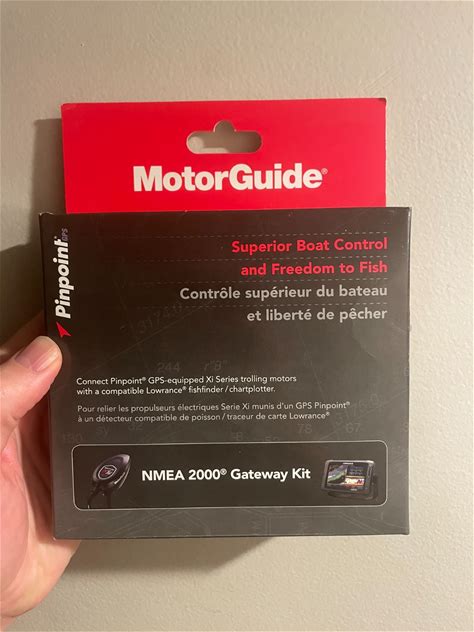 MotorGuide®
Pinpoint® GPS
Superior Boat Control
and Freedom to Fish
Contrôle supérieur du bateau
et liberté de pêcher
Connect Pinpoint® GPS-equipped Xi Series trolling motors
with a compatible Lowrance® fishfinder / chartplotter.
Pour relier les propulseurs électriques Serie Xi munis d'un GPS Pinpoint®
à un détecteur compatible de poisson / traceur de carte Lowrance®
NMEA 2000® Gateway Kit